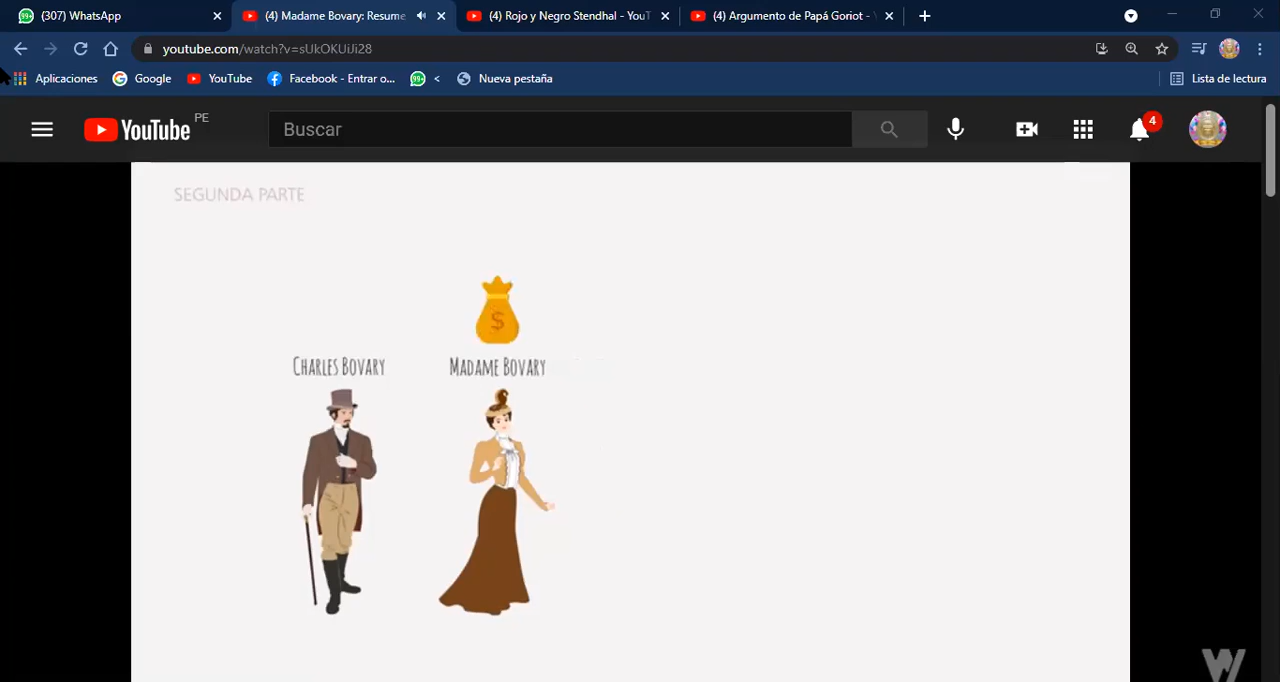 (307) WhatsApp
(4) Madame Bovary: Resume
(4) Rojo y Negro Stendhal - YouT
(4) Argumento de Papá Goriot - Y
youtube.com/watch?v=sUkOKUiJi28
Aplicaciones
Google
YouTube
Facebook - Entrar o...
99+
<
Nueva pestaña
Lista de lectura
YouTube PE
Buscar
4
SEGUNDA PARTE
$
CHARLES BOVARY
MADAME BOVARY
W